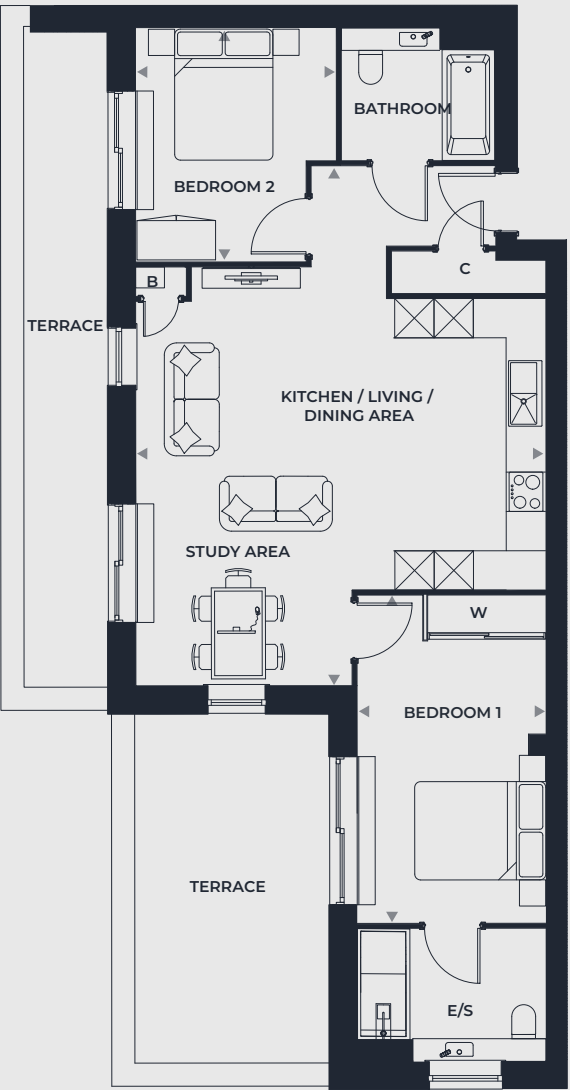 BATHROOM
BEDROOM 2
C
B
TERRACE
KITCHEN / LIVING /
DINING AREA
STUDY AREA
W
BEDROOM 1
TERRACE
E/S